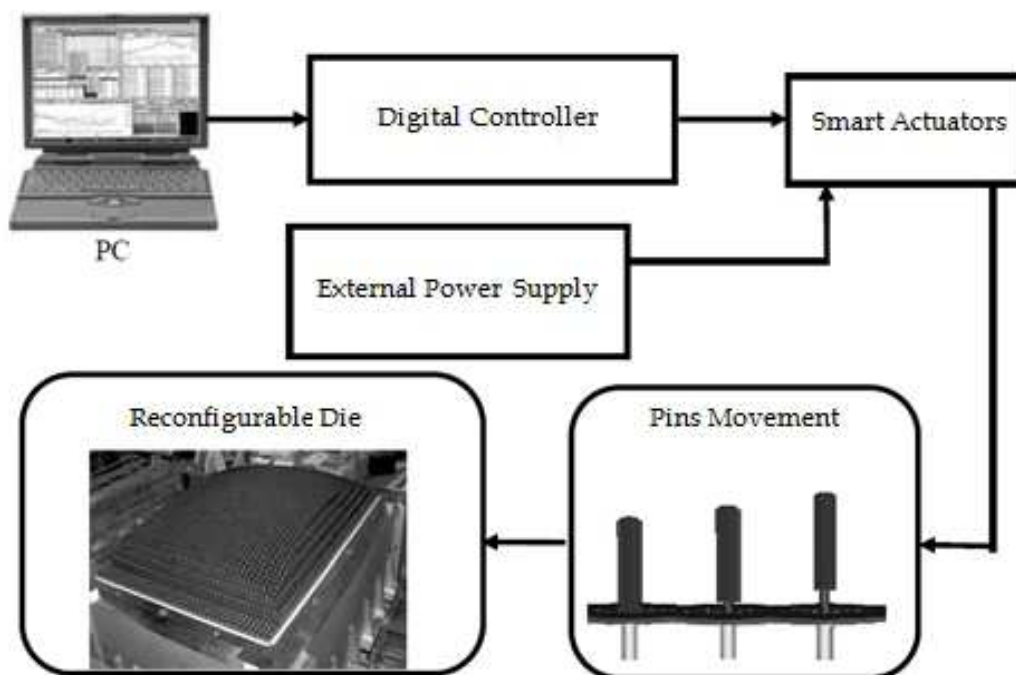 PC
Digital Controller
Smart Actuators
External Power Supply
Reconfigurable Die
Pins Movement